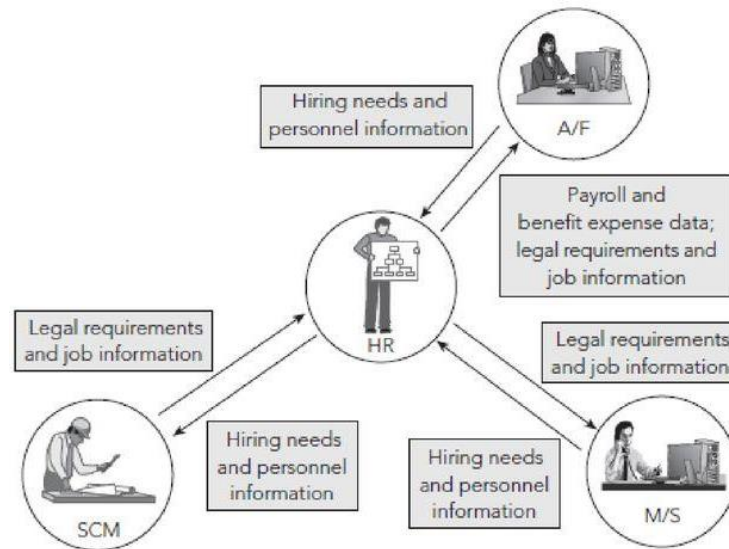 Hiring needs and
personnel information
A/F
Payroll and
benefit expense data;
legal requirements and
job information
HR
Legal requirements
and job information
Legal requirements
and job information
Hiring needs
and personnel
information
Hiring needs
and personnel
information
SCM
M/S